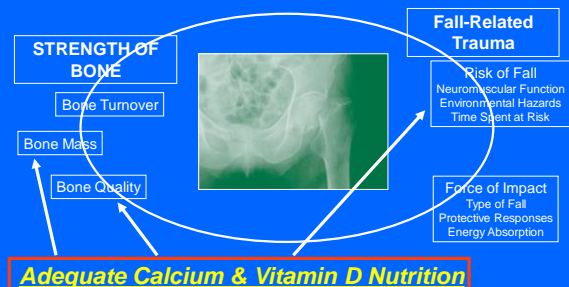 STRENGTH OF
BONE
Bone Turnover
Bone Mass
Bone Quality
Fall-Related
Trauma
Risk of Fall
Neuromuscular Function
Environmental Hazards
Time Spent at Risk
Force of Impact
Type of Fall
Protective Responses
Energy Absorption
Adequate Calcium & Vitamin D Nutrition